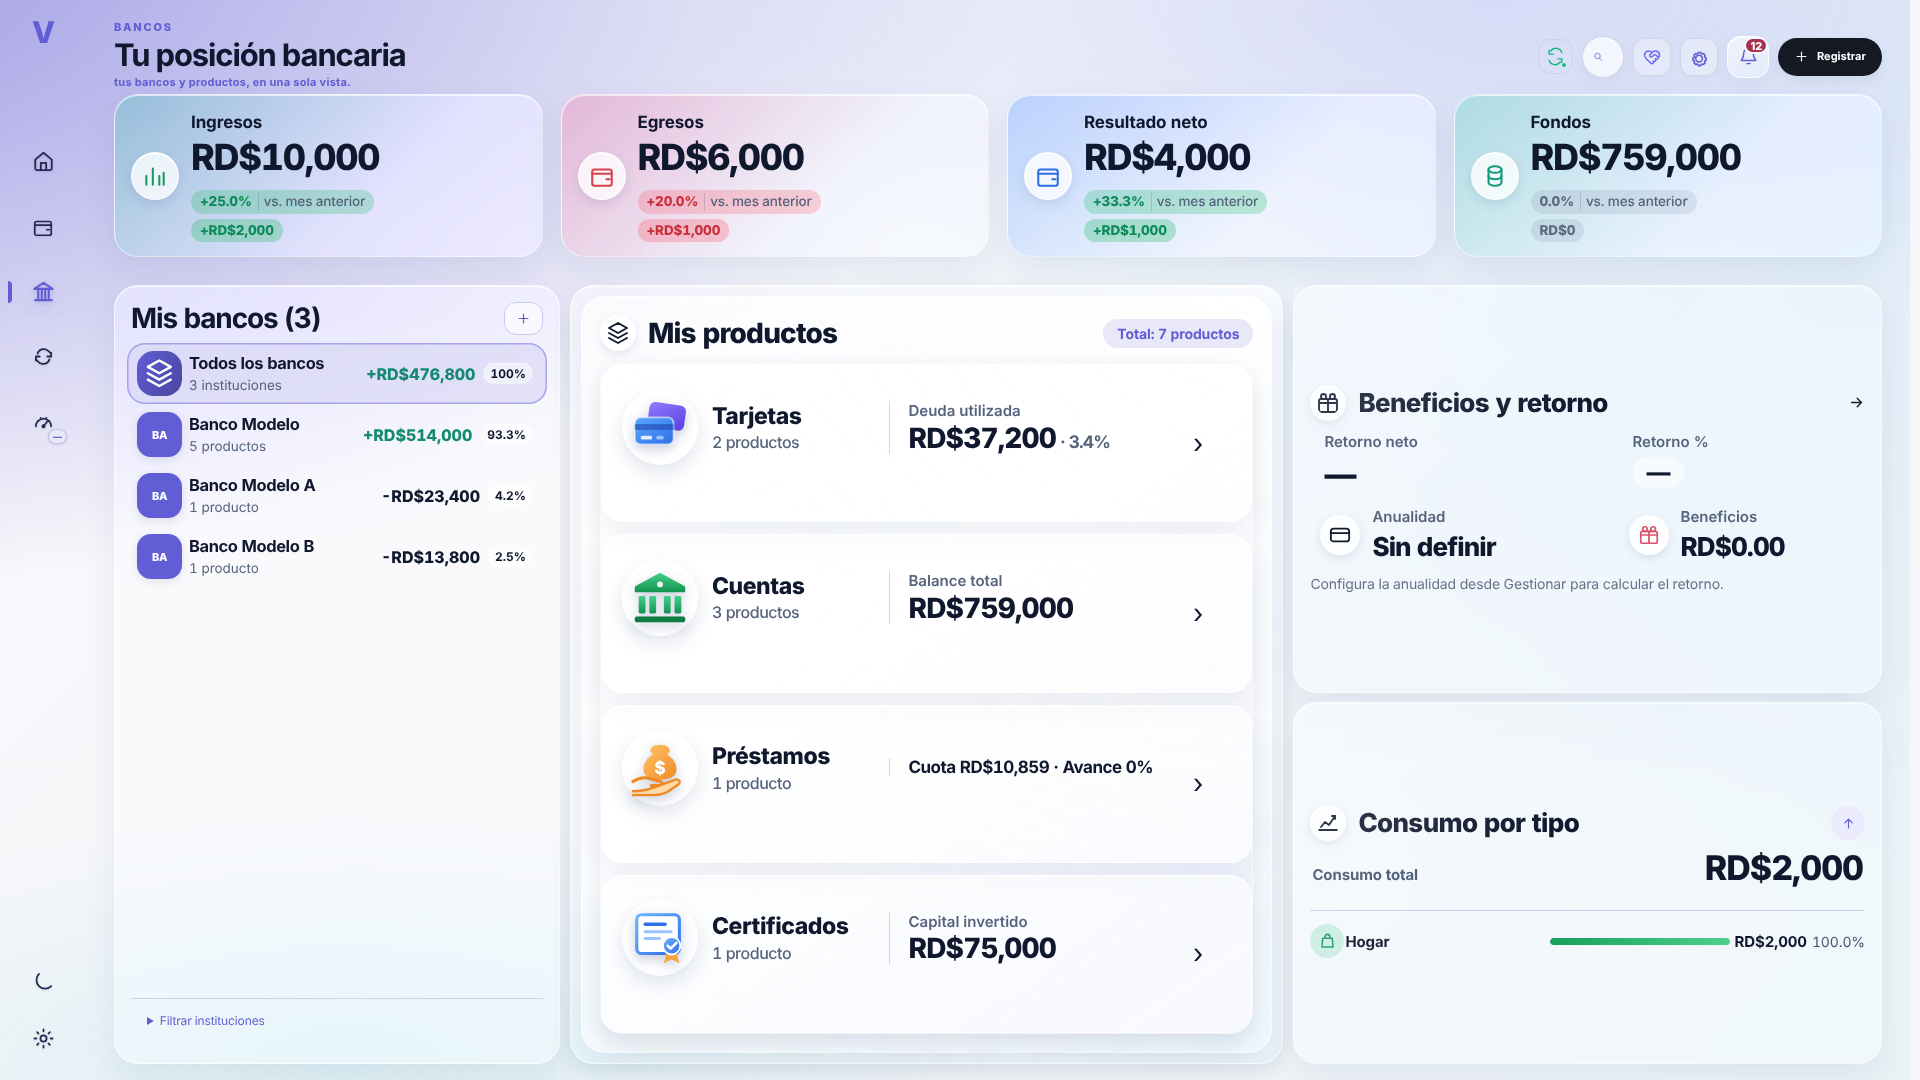 V
BANCOS
Tu posición bancaria
tus bancos y productos, en una sola vista.
12
Registrar
Ingresos
RD$10,000
+25.0% vs. mes anterior
+RD$2,000
Egresos
RD$6,000
+20.0% vs. mes anterior
+RD$1,000
Resultado neto
RD$4,000
+33.3% vs. mes anterior
+RD$1,000
Fondos
RD$759,000
0.0% vs. mes anterior
RD$0
Mis bancos (3)
Todos los bancos
3 instituciones
+RD$476,800 100%
BA
Banco Modelo
5 productos
+RD$514,000 93.3%
BA
Banco Modelo A
1 producto
-RD$23,400 4.2%
BA
Banco Modelo B
1 producto
-RD$13,800 2.5%
Filtrar instituciones
Mis productos
Total: 7 productos
Tarjetas
2 productos
Deuda utilizada
RD$37,200 · 3.4%
Cuentas
3 productos
Balance total
RD$759,000
$
Préstamos
1 producto
Cuota RD$10,859 · Avance 0%
Certificados
1 producto
Capital invertido
RD$75,000
Beneficios y retorno
Retorno neto
—
Retorno %
—
Anualidad
Sin definir
Beneficios
RD$0.00
Configura la anualidad desde Gestionar para calcular el retorno.
Consumo por tipo
Consumo total
RD$2,000
Hogar
RD$2,000 100.0%